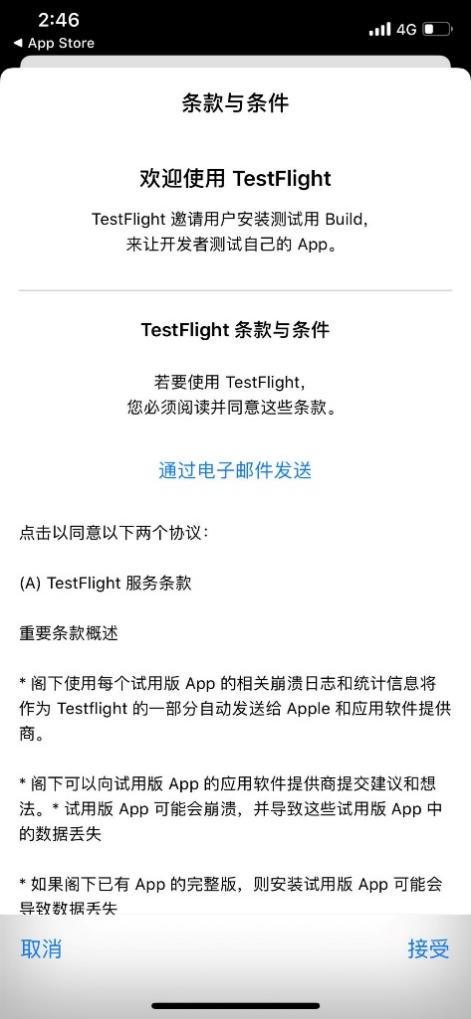 2:46
4G
◀ App Store
条款与条件
欢迎使用 TestFlight
TestFlight 邀请用户安装测试用 Build，
来让开发者测试自己的 App。
TestFlight 条款与条件
若要使用 TestFlight，
您必须阅读并同意这些条款。
通过电子邮件发送
点击以同意以下两个协议：
(A) TestFlight 服务条款
重要条款概述
* 阁下使用每个试用版 App 的相关崩溃日志和统计信息将
作为 Testflight 的一部分自动发送给 Apple 和应用软件提供
商。
* 阁下可以向试用版 App 的应用软件提供商提交建议和想
法。* 试用版 App 可能会崩溃，并导致这些试用版 App 中
的数据丢失
* 如果阁下已有 App 的完整版，则安装试用版 App 可能会
导致数据丢失
取消
接受